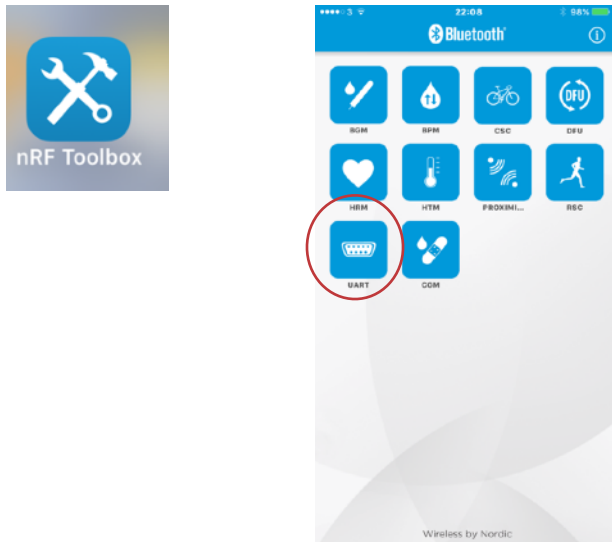 nRF Toolbox
3 22:08 98%
Bluetooth®
BGM BPM CSC DFU
HRM HTM PROXIMI... RSC
UART CGM
Wireless by Nordic